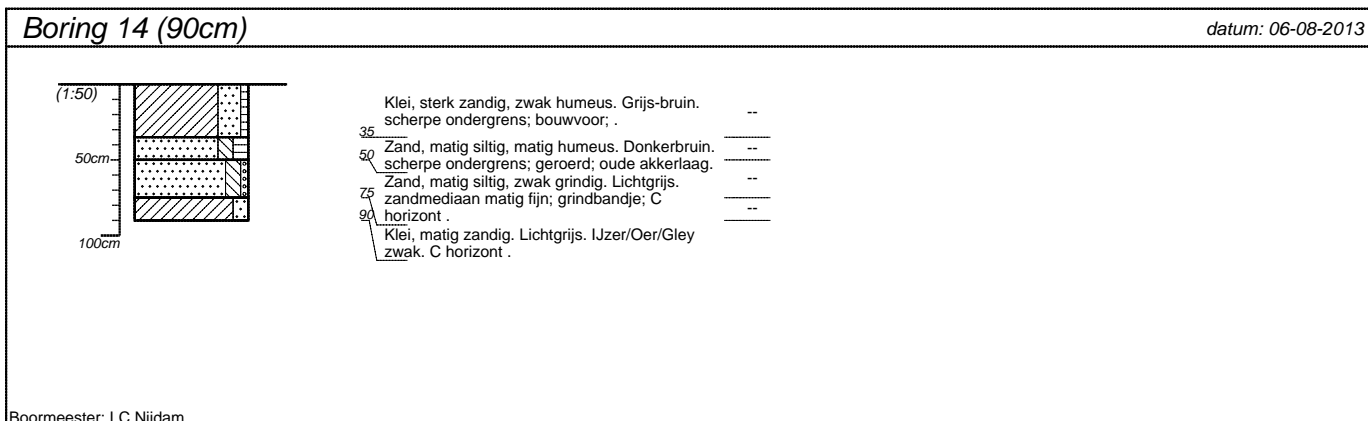 Boring 14 (90cm)
datum: 06-08-2013
(1:50)
50cm
100cm
Klei, sterk zandig, zwak humeus. Grijs-bruin.
scherpe ondergrens; bouwvoor; .
--
35
Zand, matig siltig, matig humeus. Donkerbruin.
--
50
scherpe ondergrens; geroerd; oude akkerlaag.
Zand, matig siltig, zwak grindig. Lichtgrijs.
--
75
zandmediaan matig fijn; grindbandje; C
90
horizont .
--
Klei, matig zandig. Lichtgrijs. IJzer/Oer/Gley
zwak. C horizont .
Boormeester: LC Nijdam